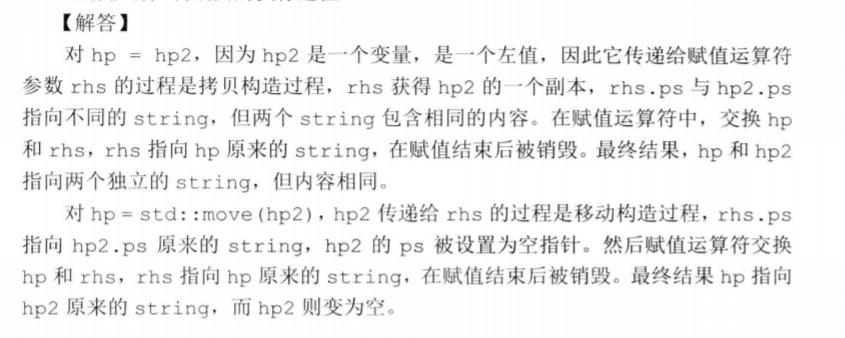 【解答】
对 hp = hp2，因为 hp2 是一个变量，是一个左值，因此它传递给赋值运算符
参数 rhs 的过程是拷贝构造过程，rhs 获得 hp2 的一个副本，rhs.ps 与 hp2.ps
指向不同的 string，但两个 string 包含相同的内容。在赋值运算符中，交换 hp
和 rhs，rhs 指向 hp 原来的 string，在赋值结束后被销毁。最终结果，hp 和 hp2
指向两个独立的 string，但内容相同。
对 hp = std::move(hp2)，hp2 传递给 rhs 的过程是移动构造过程，rhs.ps
指向 hp2.ps 原来的 string，hp2 的 ps 被设置为空指针。然后赋值运算符交换
hp 和 rhs，rhs 指向 hp 原来的 string，在赋值结束后被销毁。最终结果 hp 指向
hp2 原来的 string，而 hp2 则变为空。